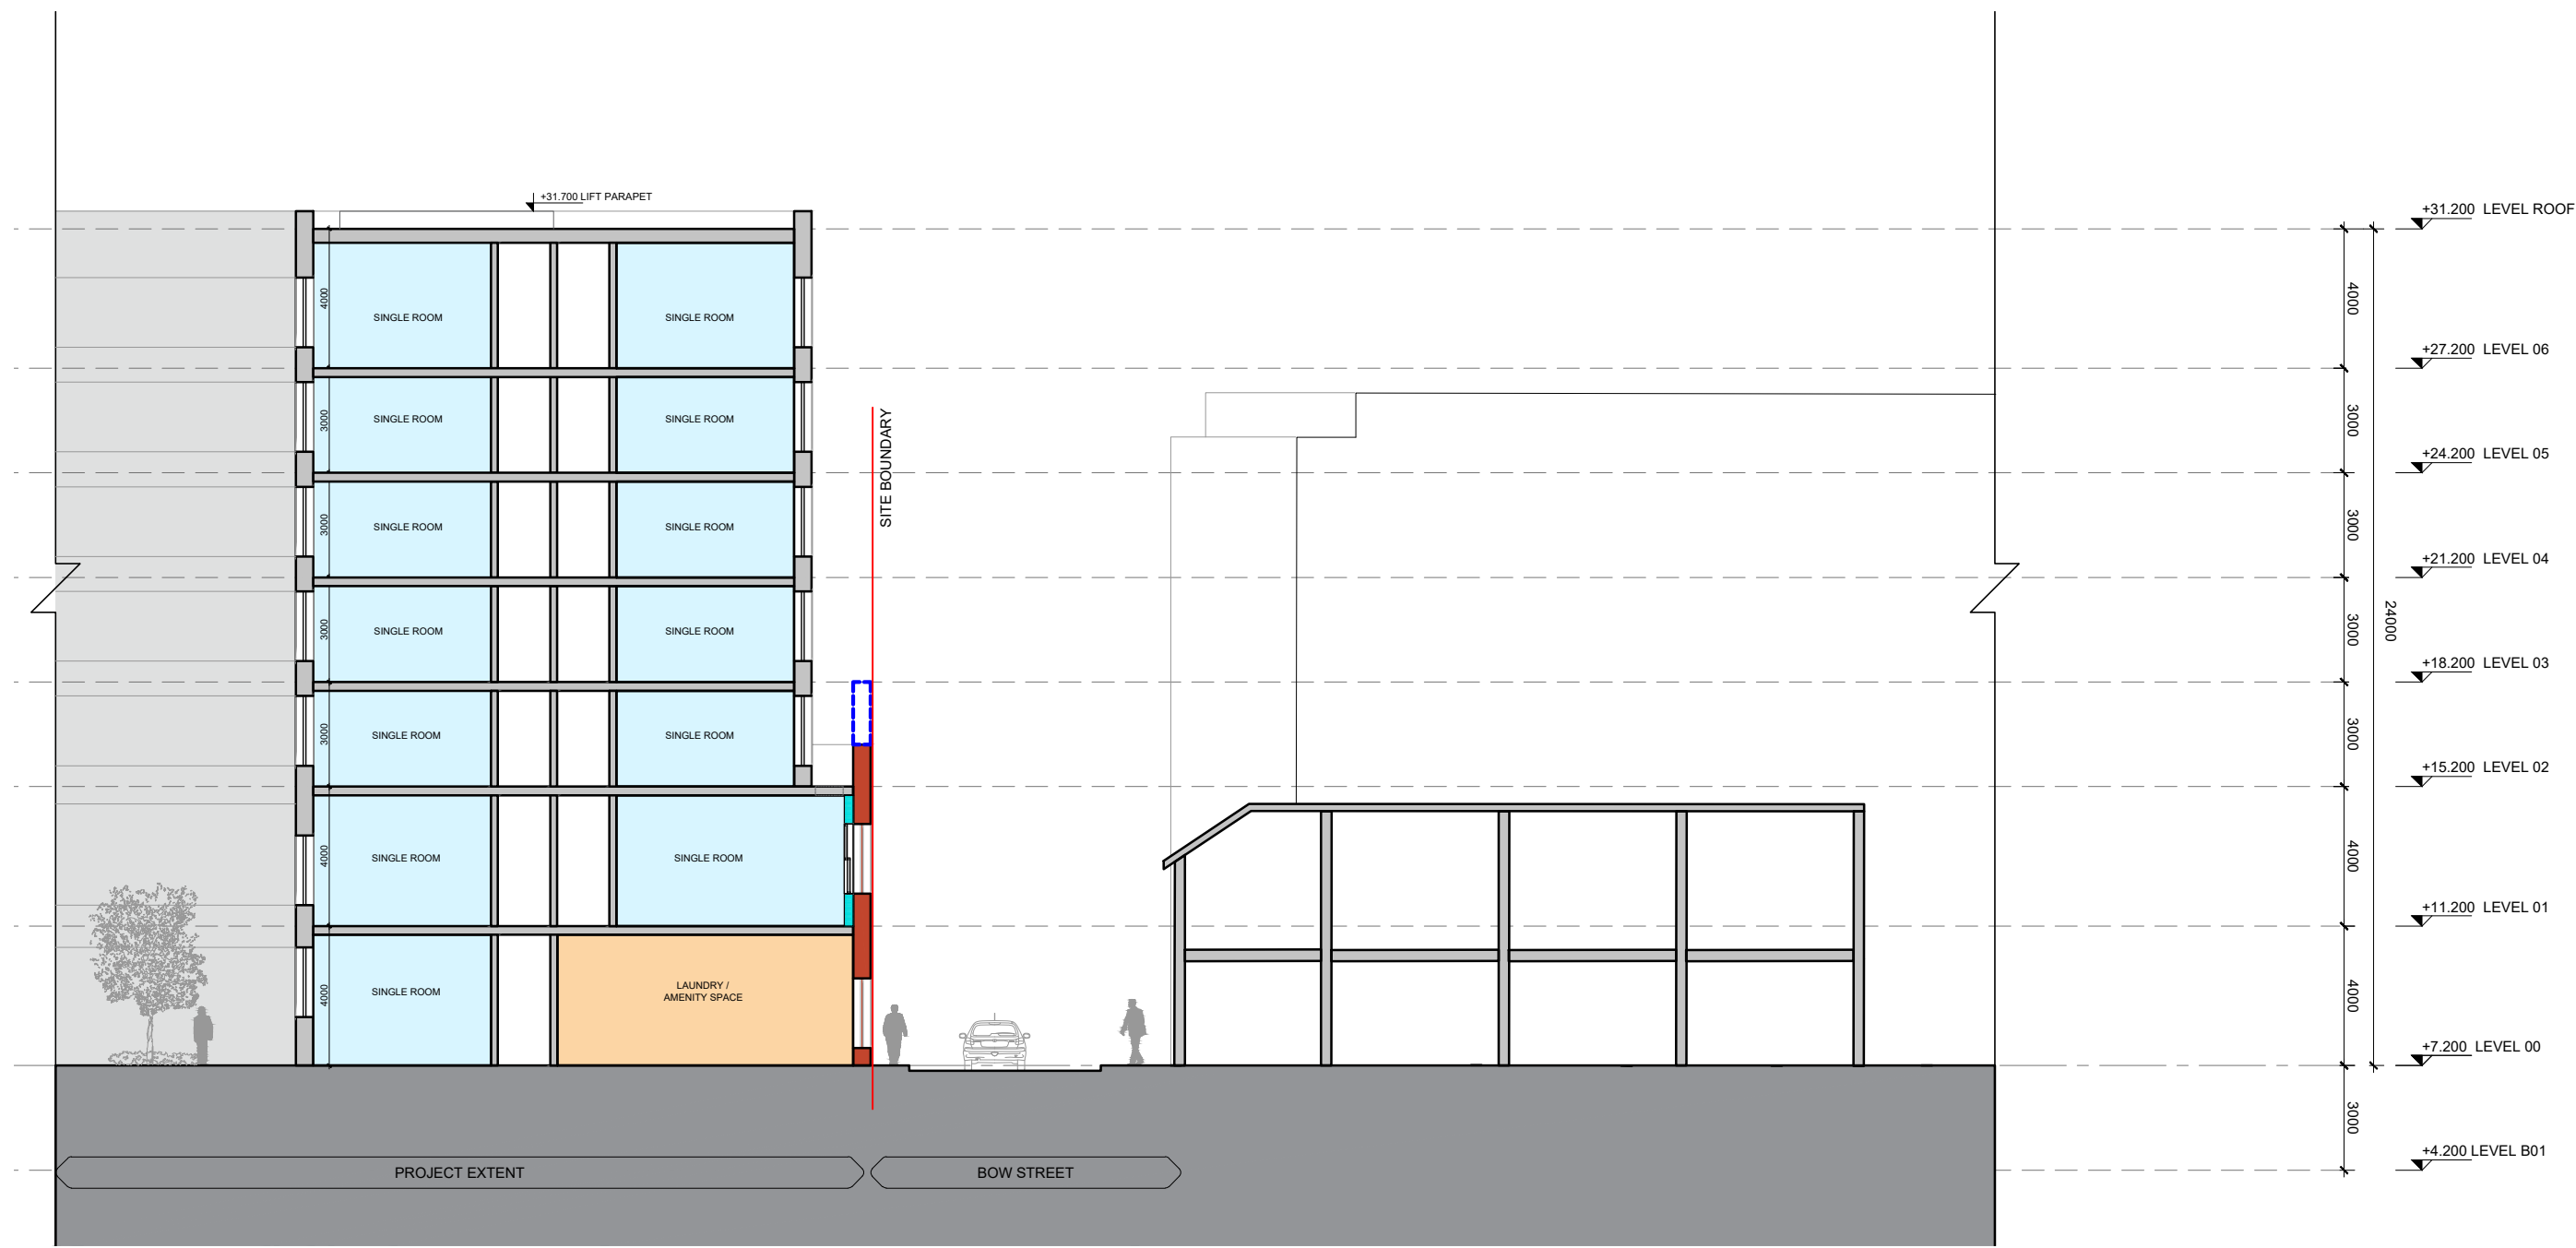 +31.700 LIFT PARAPET
+31.200 LEVEL ROOF
4000
SINGLE ROOM
SINGLE ROOM
4000
+27.200 LEVEL 06
3000
SINGLE ROOM
SINGLE ROOM
3000
SITE BOUNDARY
+24.200 LEVEL 05
3000
SINGLE ROOM
SINGLE ROOM
3000
+21.200 LEVEL 04
3000
SINGLE ROOM
SINGLE ROOM
3000
24000
+18.200 LEVEL 03
3000
SINGLE ROOM
SINGLE ROOM
3000
+15.200 LEVEL 02
4000
SINGLE ROOM
SINGLE ROOM
4000
+11.200 LEVEL 01
4000
SINGLE ROOM
LAUNDRY /
AMENITY SPACE
4000
+7.200 LEVEL 00
3000
+4.200 LEVEL B01
PROJECT EXTENT
BOW STREET